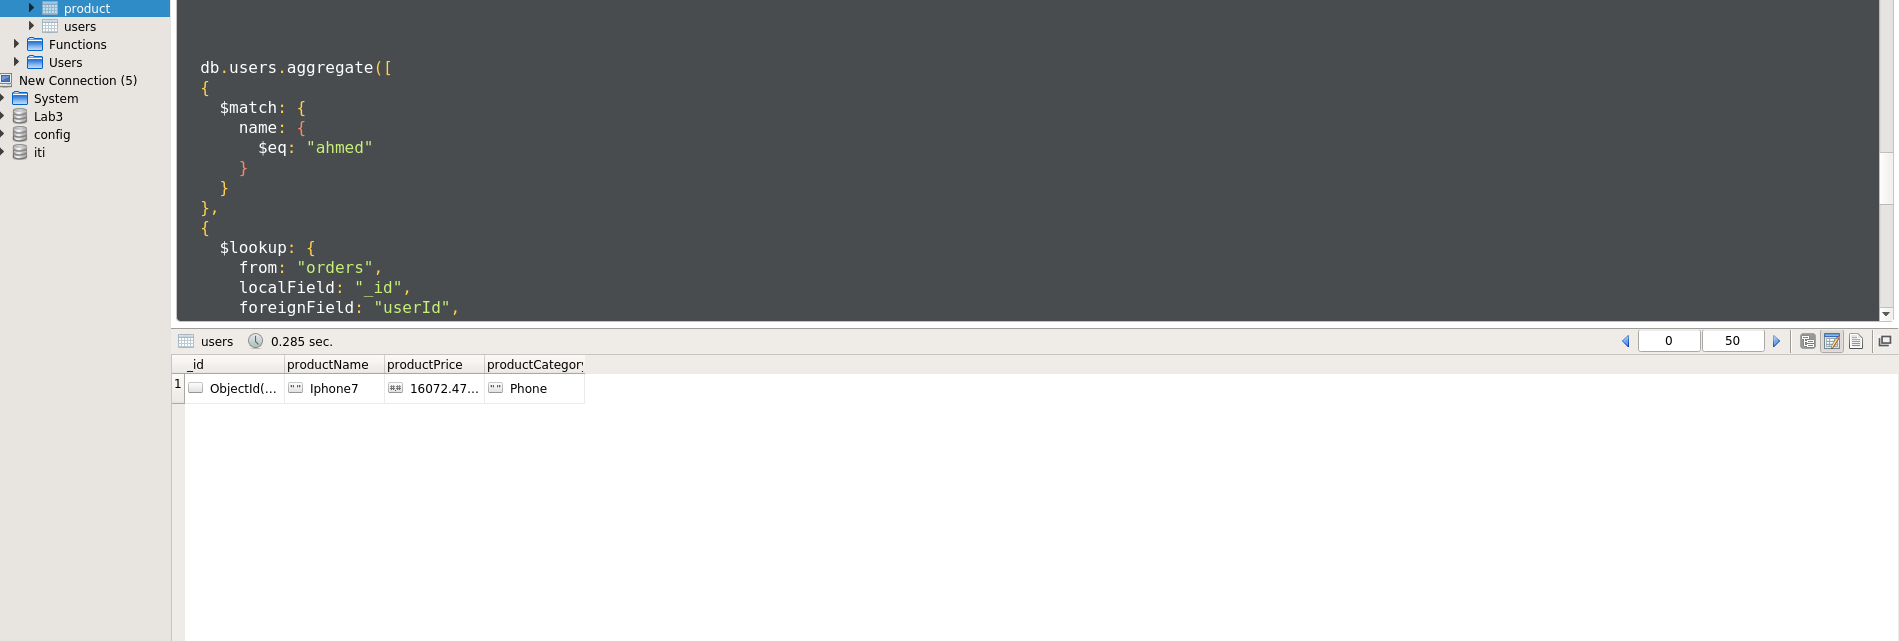 product
users
Functions
Users
New Connection (5)
System
Lab3
config
iti
db.users.aggregate([
{
$match: {
name: {
$eq: "ahmed"
}
}
},
{
$lookup: {
from: "orders",
localField: "_id",
foreignField: "userId",
users 0.285 sec. 0 50
_id productName productPrice productCategory
1 ObjectId(... "" Iphone7 #.# 16072.47... "" Phone